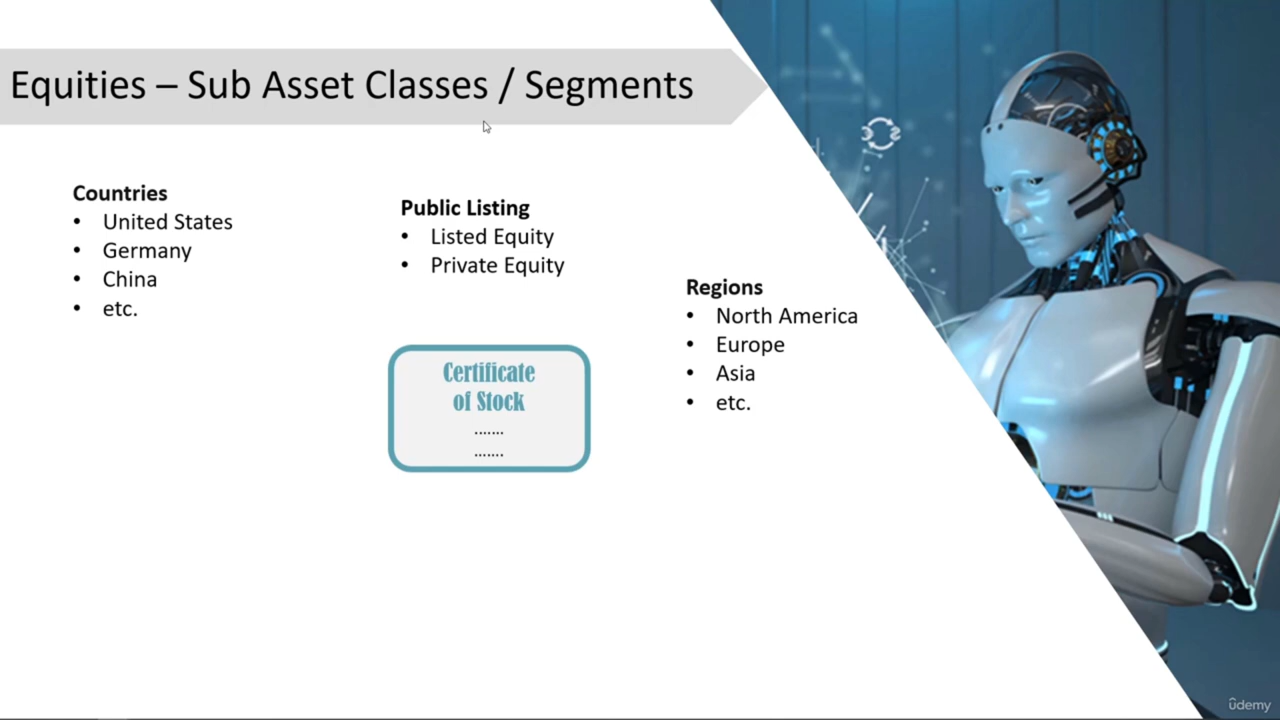 Equities – Sub Asset Classes / Segments
Countries
• United States
• Germany
• China
• etc.
Public Listing
• Listed Equity
• Private Equity
Regions
• North America
• Europe
• Asia
• etc.
Certificate
of Stock
.......
.......
ûdemy